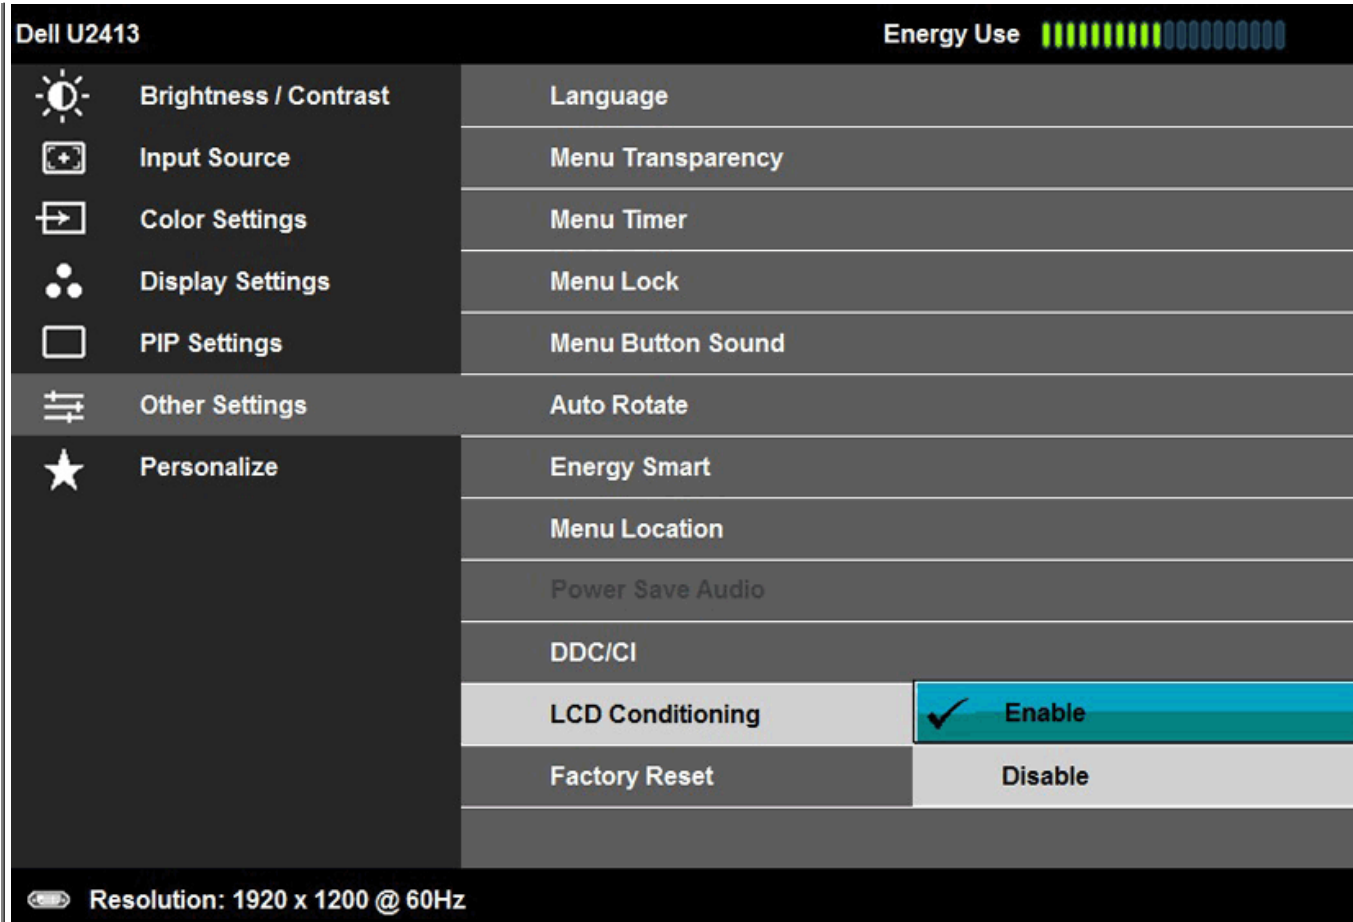 Dell U2413 Energy Use
Brightness / Contrast
Input Source
Color Settings
Display Settings
PIP Settings
Other Settings
Personalize
Language
Menu Transparency
Menu Timer
Menu Lock
Menu Button Sound
Auto Rotate
Energy Smart
Menu Location
Power Save Audio
DDC/CI
LCD Conditioning
Factory Reset
Enable
Disable
Resolution: 1920 x 1200 @ 60Hz